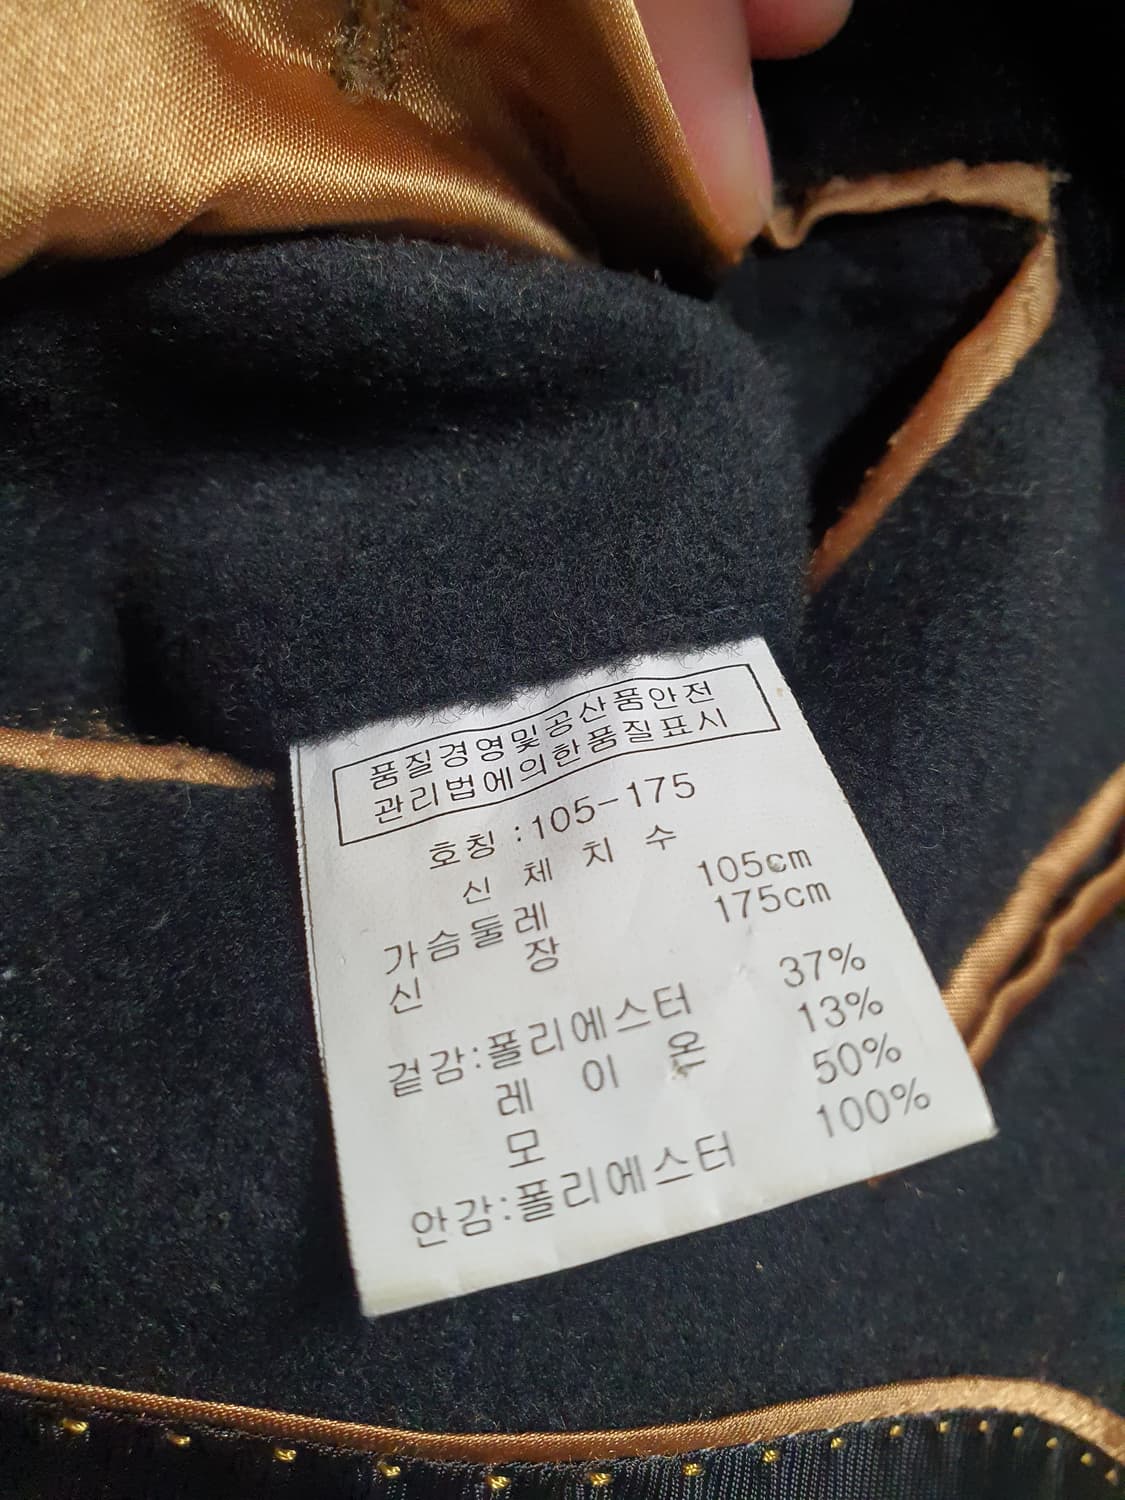 품질경영및공산품안전
관리법에의한품질표시
호칭 :105-175
신 체 치 수
가슴둘레 105cm
신 장 175cm
겉감:폴리에스터 37%
레 이 온 13%
모 50%
안감:폴리에스터 100%